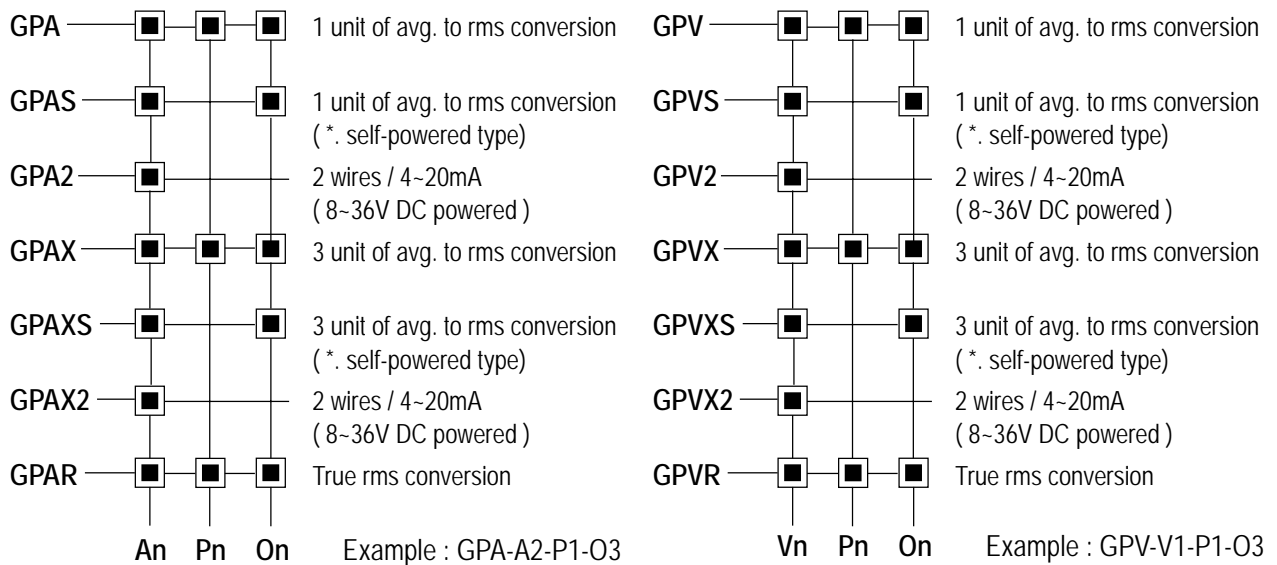 GPA 1 unit of avg. to rms conversion
GPAS 1 unit of avg. to rms conversion
( *. self-powered type)
GPA2 2 wires / 4~20mA
( 8~36V DC powered )
GPAX 3 unit of avg. to rms conversion
GPAXS 3 unit of avg. to rms conversion
( *. self-powered type)
GPAX2 2 wires / 4~20mA
( 8~36V DC powered )
GPAR True rms conversion
An Pn On Example : GPA-A2-P1-O3
GPV 1 unit of avg. to rms conversion
GPVS 1 unit of avg. to rms conversion
( *. self-powered type)
GPV2 2 wires / 4~20mA
( 8~36V DC powered )
GPVX 3 unit of avg. to rms conversion
GPVXS 3 unit of avg. to rms conversion
( *. self-powered type)
GPVX2 2 wires / 4~20mA
( 8~36V DC powered )
GPVR True rms conversion
Vn Pn On Example : GPV-V1-P1-O3